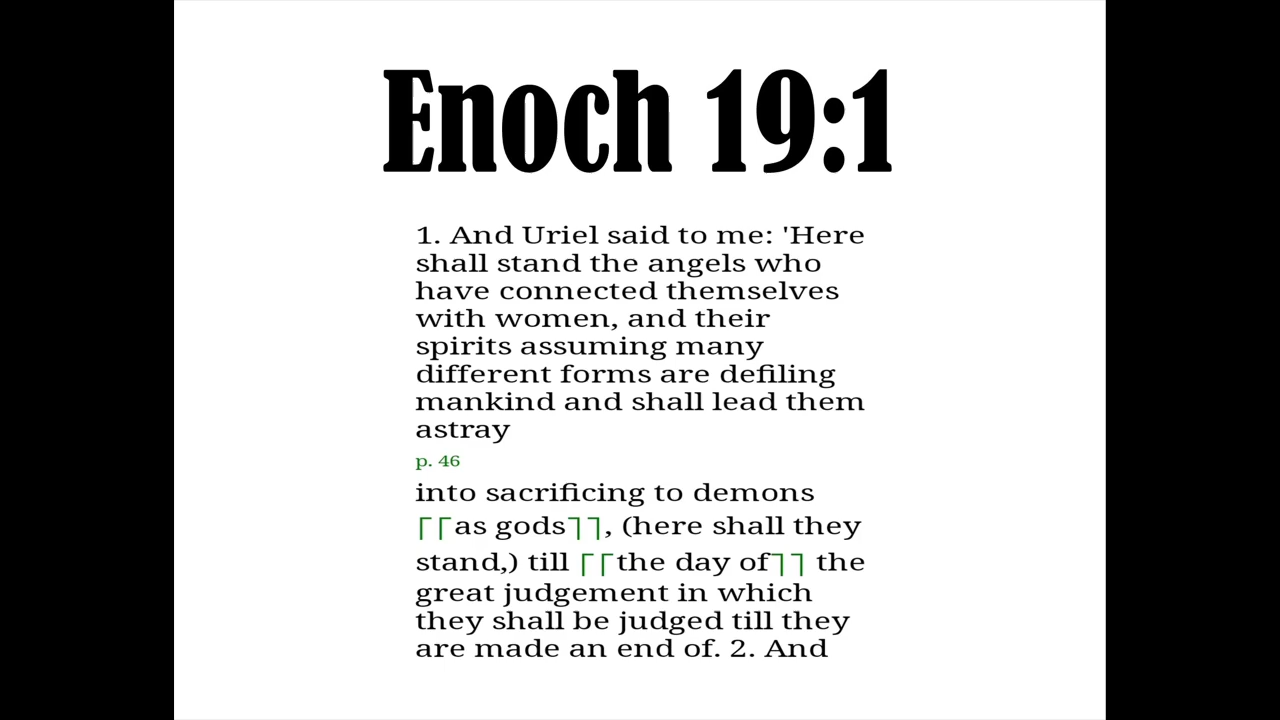 Enoch 19:1
1. And Uriel said to me: 'Here
shall stand the angels who
have connected themselves
with women, and their
spirits assuming many
different forms are defiling
mankind and shall lead them
astray
p. 46
into sacrificing to demons
⌈⌈as gods⌉⌉, (here shall they
stand,) till ⌈⌈the day of⌉⌉ the
great judgement in which
they shall be judged till they
are made an end of. 2. And